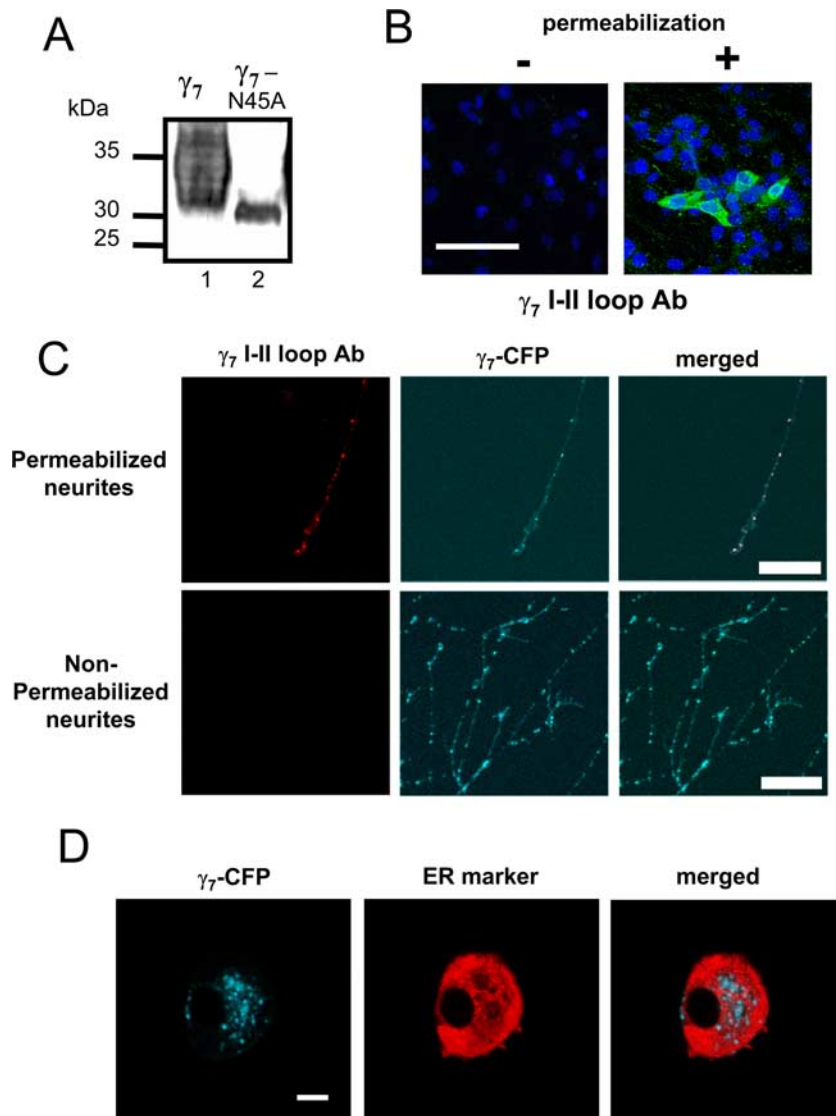 A
γ7
γ7 –
N45A
kDa
35
30
25
1
2
B
permeabilization
-
+
γ7 I-II loop Ab
C
γ7 I-II loop Ab
γ7-CFP
merged
Permeabilized
neurites
Non-
Permeabilized
neurites
D
γ7-CFP
ER marker
merged